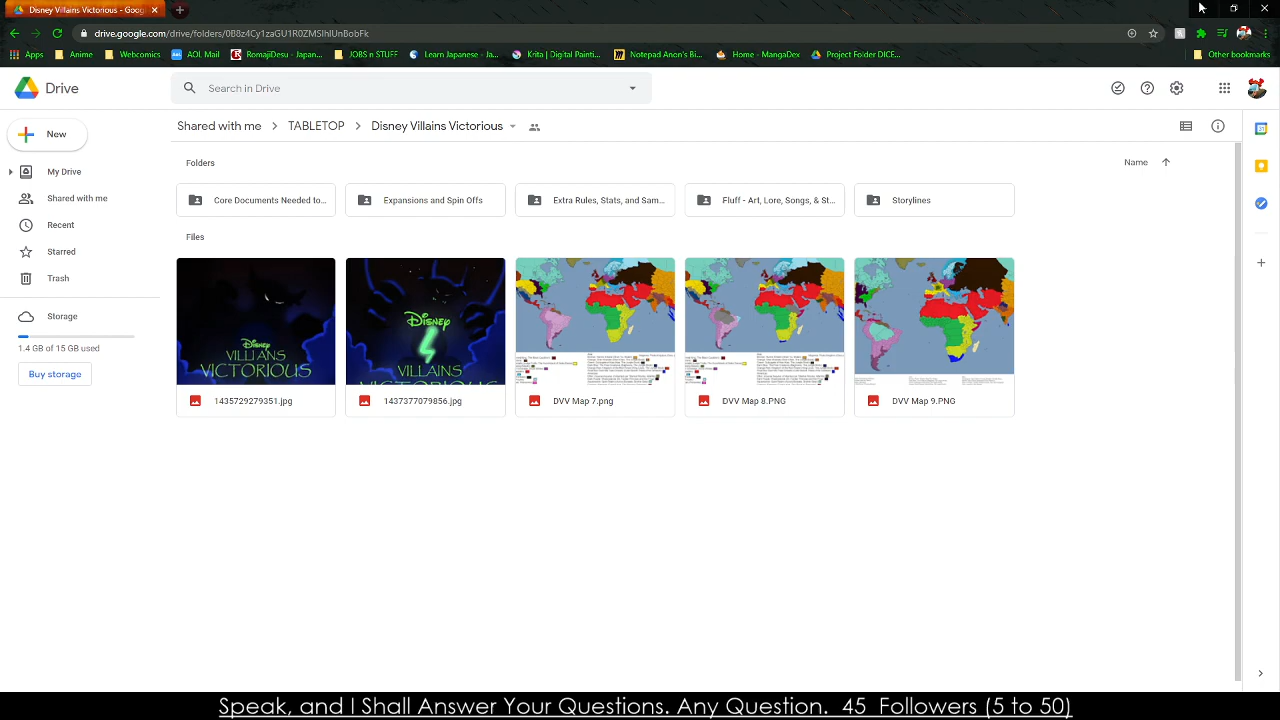 Disney Villains Victorious - Goog
drive.google.com/drive/folders/0B8z4Cy1zaGU1R0ZMSlhlUnBobFk
Apps Anime Webcomics AOL Mail RomajiDesu - Japan... JOBS n STUFF Learn Japanese - Ja... Krita | Digital Painti... Notepad Anon's Bi... Home - MangaDex Project Folder DICE... Other bookmarks
Drive
Search in Drive
New
Shared with me > TABLETOP > Disney Villains Victorious
Folders
Name
My Drive
Shared with me
Recent
Starred
Trash
Storage
1.4 GB of 15 GB used
Buy storage
Core Documents Needed to...
Expansions and Spin Offs
Extra Rules, Stats, and Sam...
Fluff - Art, Lore, Songs, & St...
Storylines
Files
DISNEY
VILLIANS
VICTORIOUS
DISNEY
VILLAINS
VICTORIOUS
1435729279351.jpg
1437377079856.jpg
DVV Map 7.png
DVV Map 8.PNG
DVV Map 9.PNG
Speak, and I Shall Answer Your Questions. Any Question. 45 Followers (5 to 50)